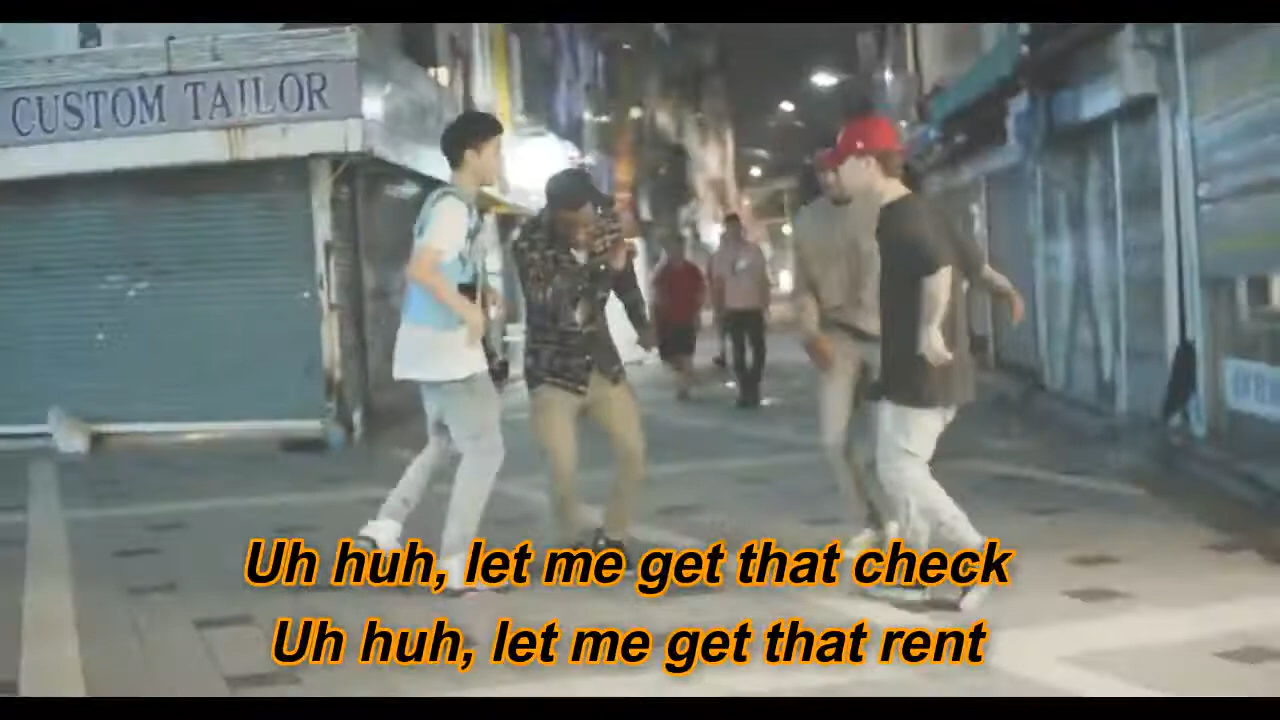 CUSTOM TAILOR
Uh huh, let me get that check
Uh huh, let me get that rent